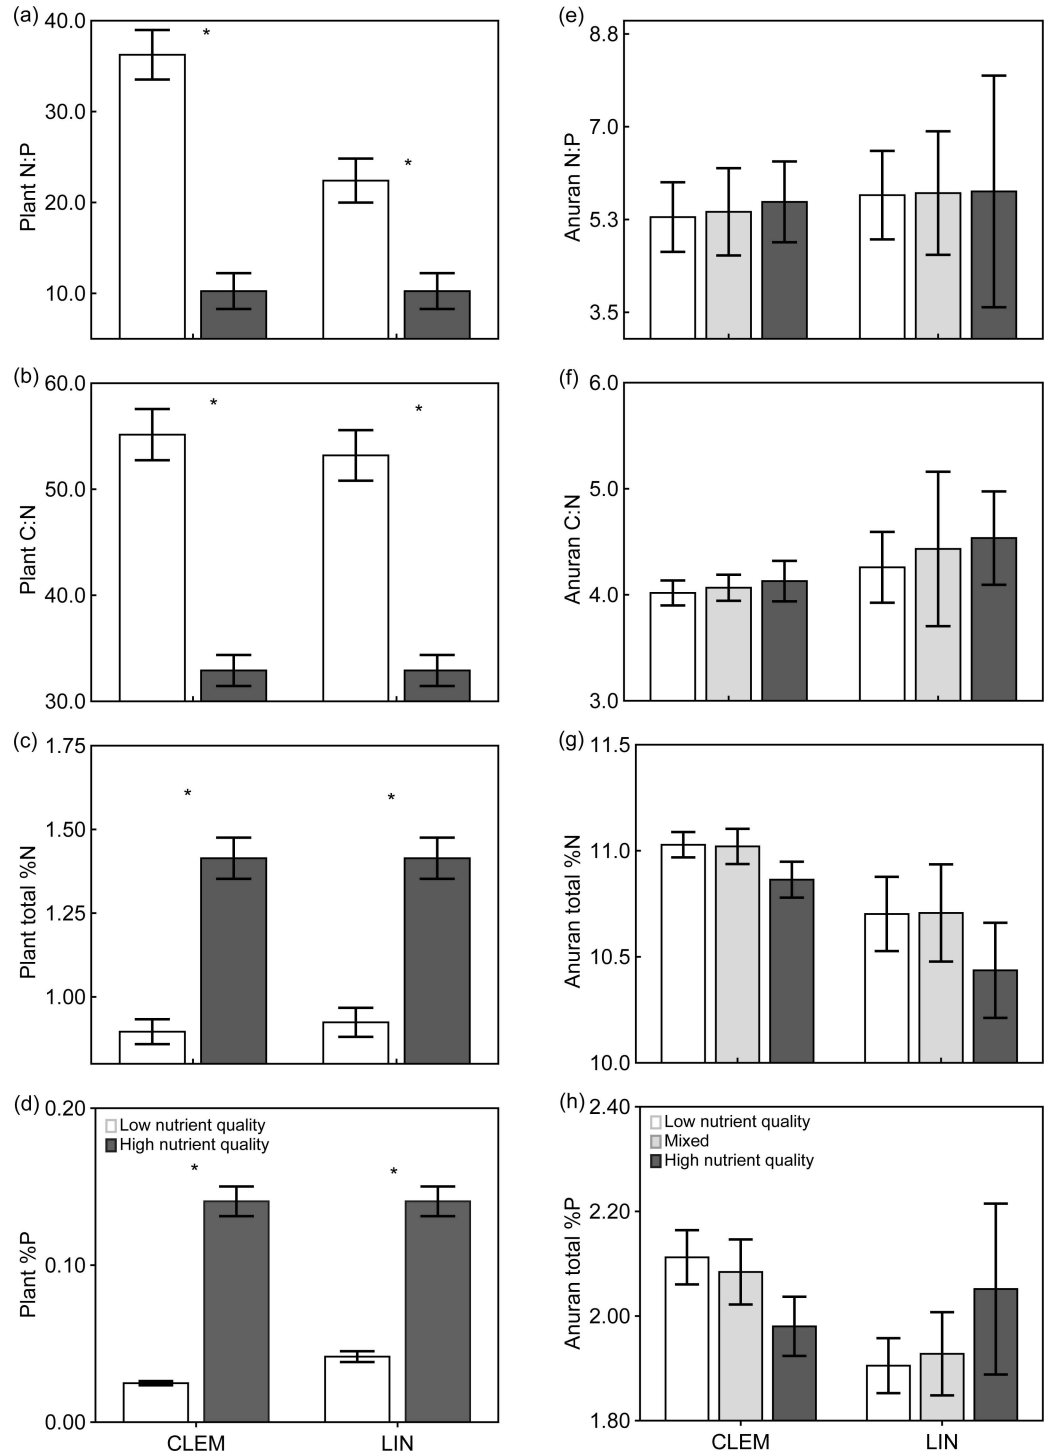 (a)
40.0
30.0
20.0
10.0
Plant N:P
*
*
(b)
60.0
50.0
40.0
30.0
Plant C:N
*
*
(c)
1.75
1.50
1.25
1.00
Plant total %N
*
*
(d)
0.20
0.10
0.00
Plant %P
Low nutrient quality
High nutrient quality
*
*
CLEM
LIN
(e)
8.8
7.0
5.3
3.5
Anuran N:P
(f)
6.0
5.0
4.0
3.0
Anuran C:N
(g)
11.5
11.0
10.5
10.0
Anuran total %N
(h)
2.40
2.20
2.00
1.80
Anuran total %P
Low nutrient quality
Mixed
High nutrient quality
CLEM
LIN